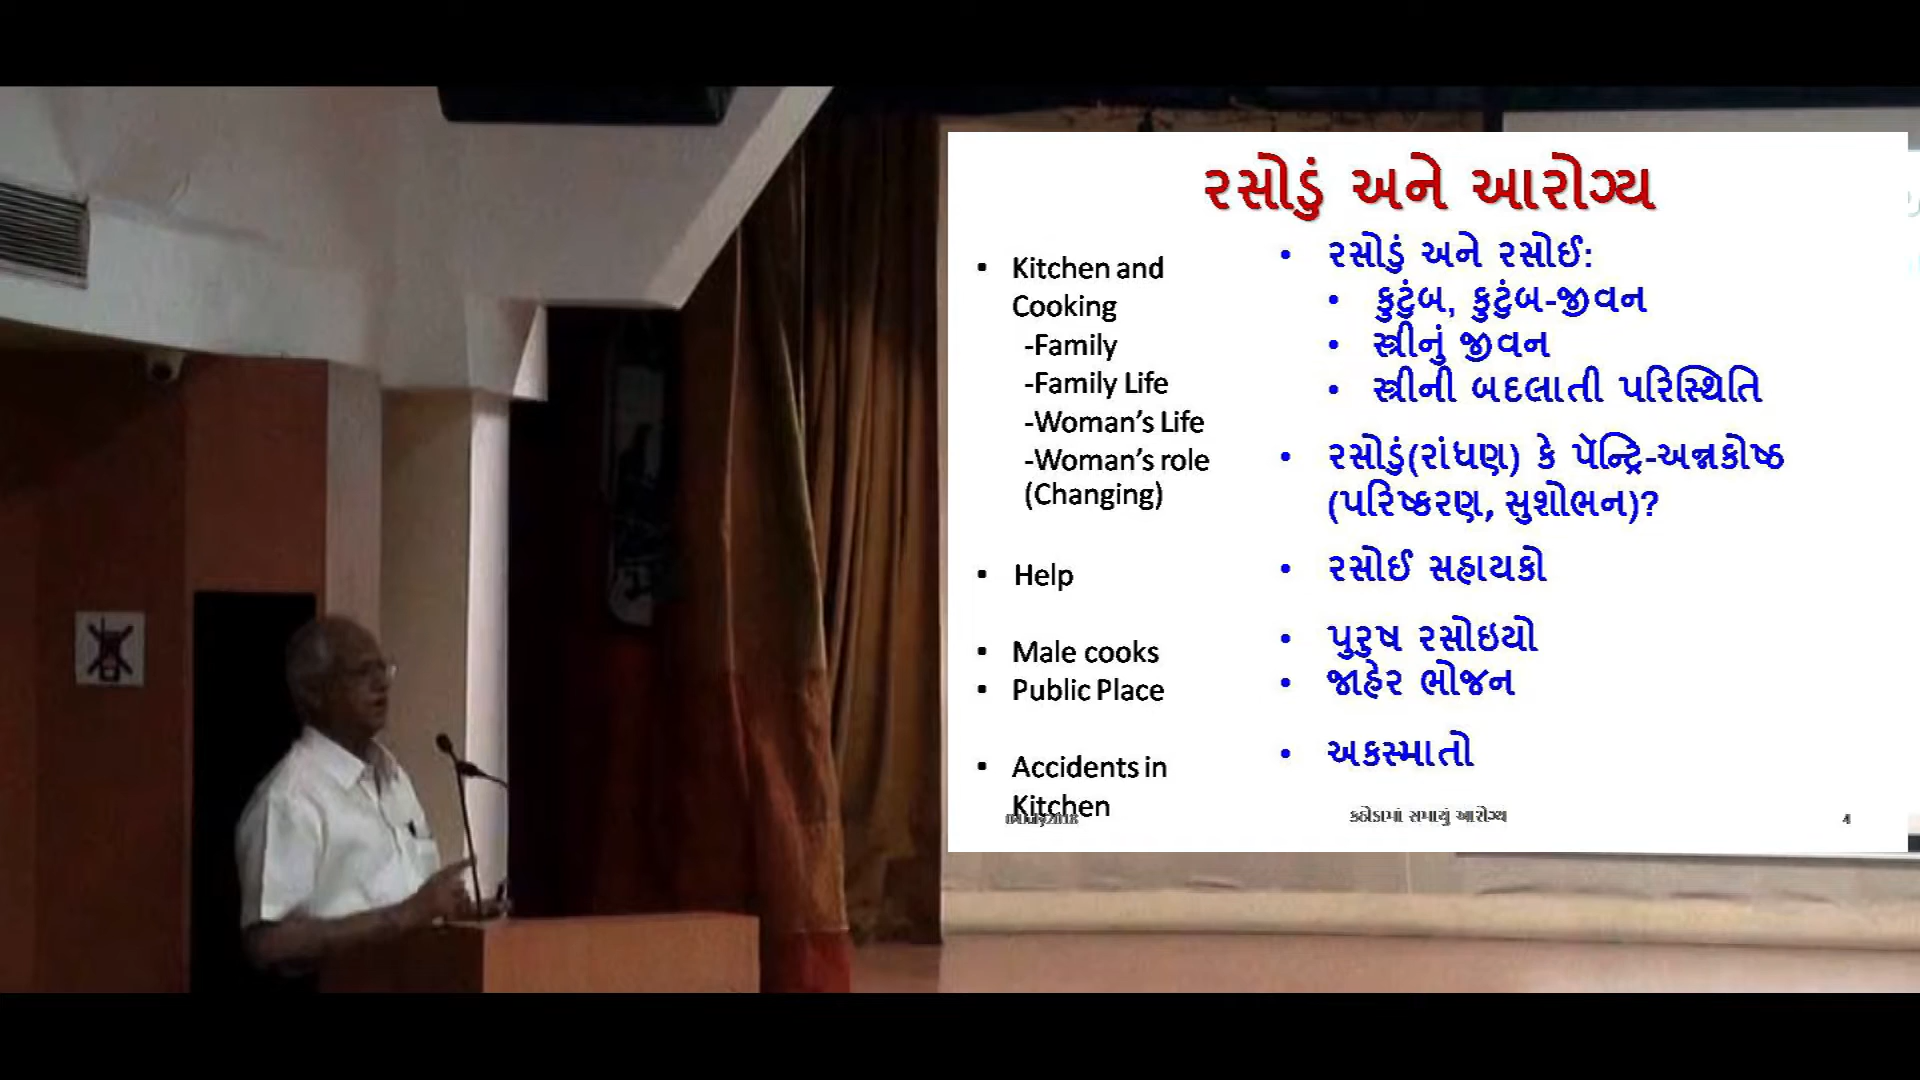 રસોડું અને આરોગ્ય
Kitchen and
Cooking
-Family
-Family Life
-Woman's Life
-Woman's role
(Changing)
Help
Male cooks
Public Place
Accidents in
Kitchen
રસોડું અને રસોઈ:
કુટુંબ, કુટુંબ-જીવન
સ્ત્રીનું જીવન
સ્ત્રીની બદલાતી પરિસ્થિતિ
રસોડું(રાંધણ) કે પૅન્ટ્રિ-અન્નકોષ્ઠ
(પરિષ્કરણ, સુશોભન)?
રસોઈ સહાયકો
પુરુષ રસોઇયો
જાહેર ભોજન
અકસ્માતો
કઠોડામાં સમાયું આરોગ્ય
4